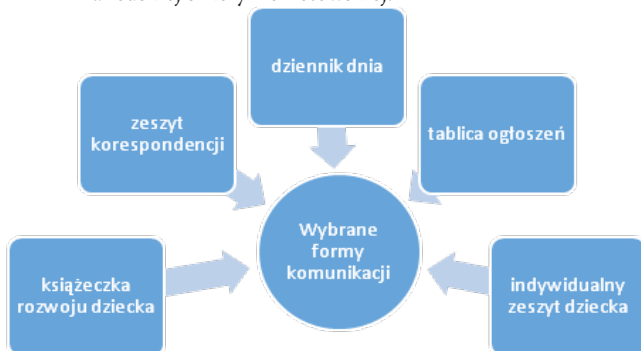 dziennik dnia
zeszyt
korespondencji
tablica ogłoszeń
Wybrane
formy
komunikacji
książeczka
rozwoju dziecka
indywidualny
zeszyt dziecka